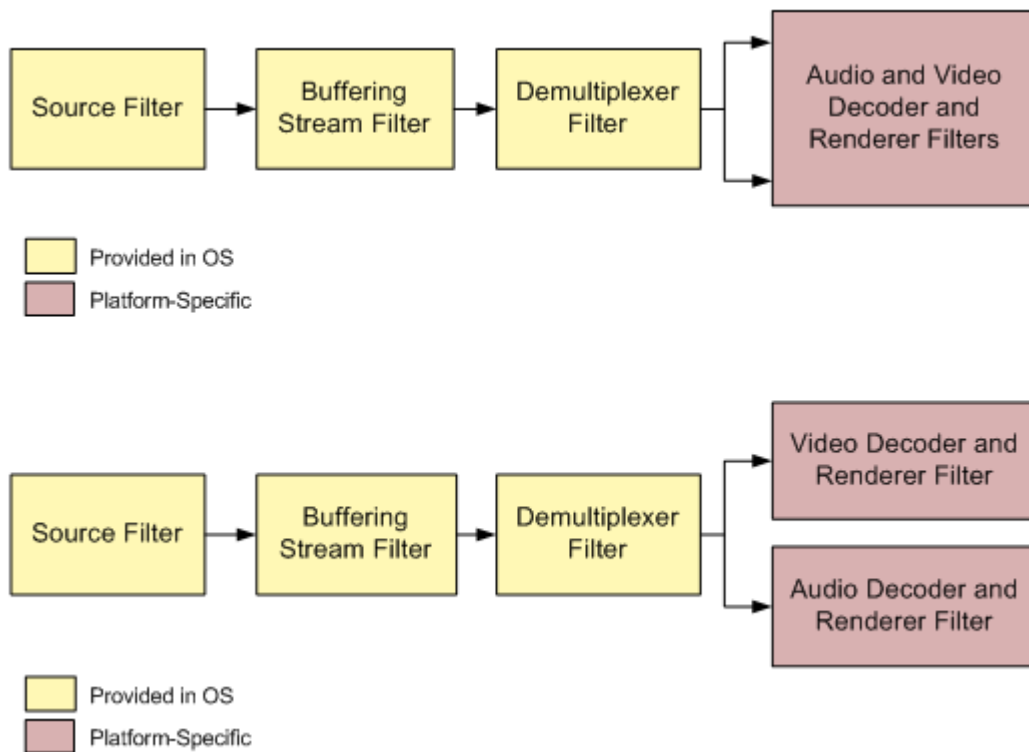 Source Filter
Buffering
Stream Filter
Demultiplexer
Filter
Audio and Video
Decoder and
Renderer Filters
Provided in OS
Platform-Specific
Source Filter
Buffering
Stream Filter
Demultiplexer
Filter
Video Decoder and
Renderer Filter
Audio Decoder and
Renderer Filter
Provided in OS
Platform-Specific